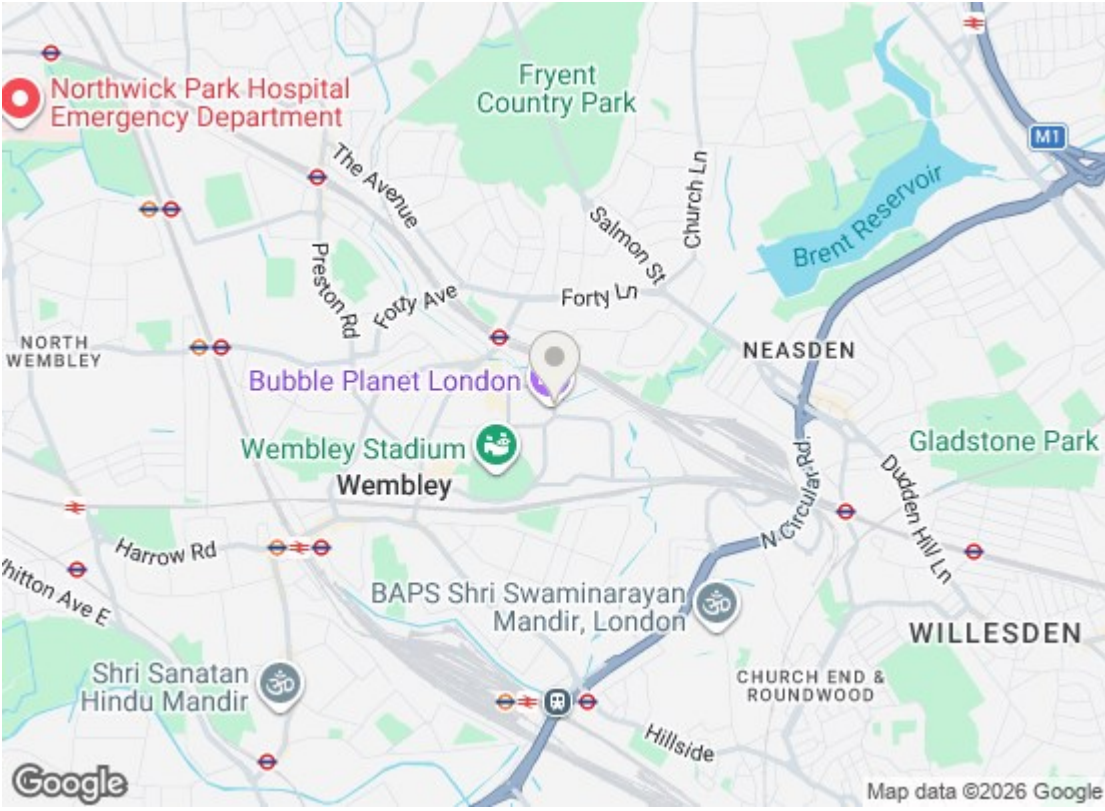 Fryent
Country Park
Northwick Park Hospital
Emergency Department
M1
The Avenue
Church Ln
Brent Reservoir
Salmon St
Preston Rd
Forty Ave
Forty Ln
NORTH
WEMBLEY
NEASDEN
Bubble Planet London
Wembley Stadium
Wembley
Gladstone Park
Dudden Hill Ln
N Circular Rd.
Harrow Rd
Whitton Ave E
BAPS Shri Swaminarayan
Mandir, London
WILLESDEN
Shri Sanatan
Hindu Mandir
CHURCH END &
ROUNDWOOD
Hillside
Google
Map data ©2026 Google